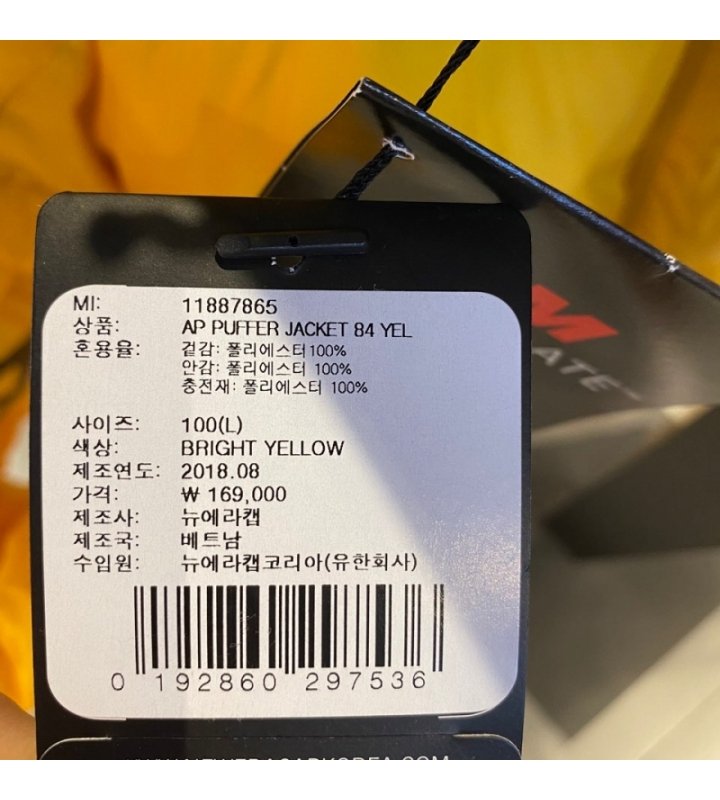 M
ATE™
MI: 11887865
상품: AP PUFFER JACKET 84 YEL
혼용율: 겉감: 폴리에스터100%
안감: 폴리에스터 100%
충전재: 폴리에스터 100%
사이즈: 100(L)
색상: BRIGHT YELLOW
제조연도: 2018.08
가격: ₩ 169,000
제조사: 뉴에라캡
제조국: 베트남
수입원: 뉴에라캡코리아(유한회사)
0 192860 297536